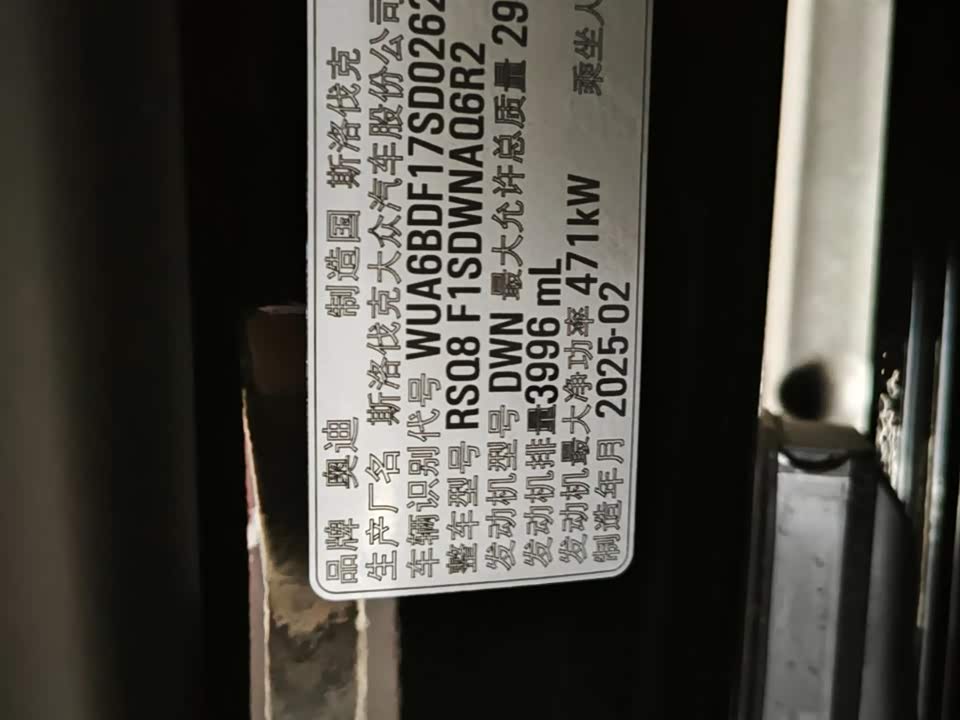 品牌 奥迪 制造国 斯洛伐克
生产厂名 斯洛伐克大众汽车股份公司
车辆识别代号 WUA6BDF17SD0262
整车型号 RSQ8 F1SDWNAQ6R2
发动机型号 DWN 最大允许总质量 29
发动机排量3996 mL
发动机最大净功率 471kW 乘坐人
制造年月 2025-02